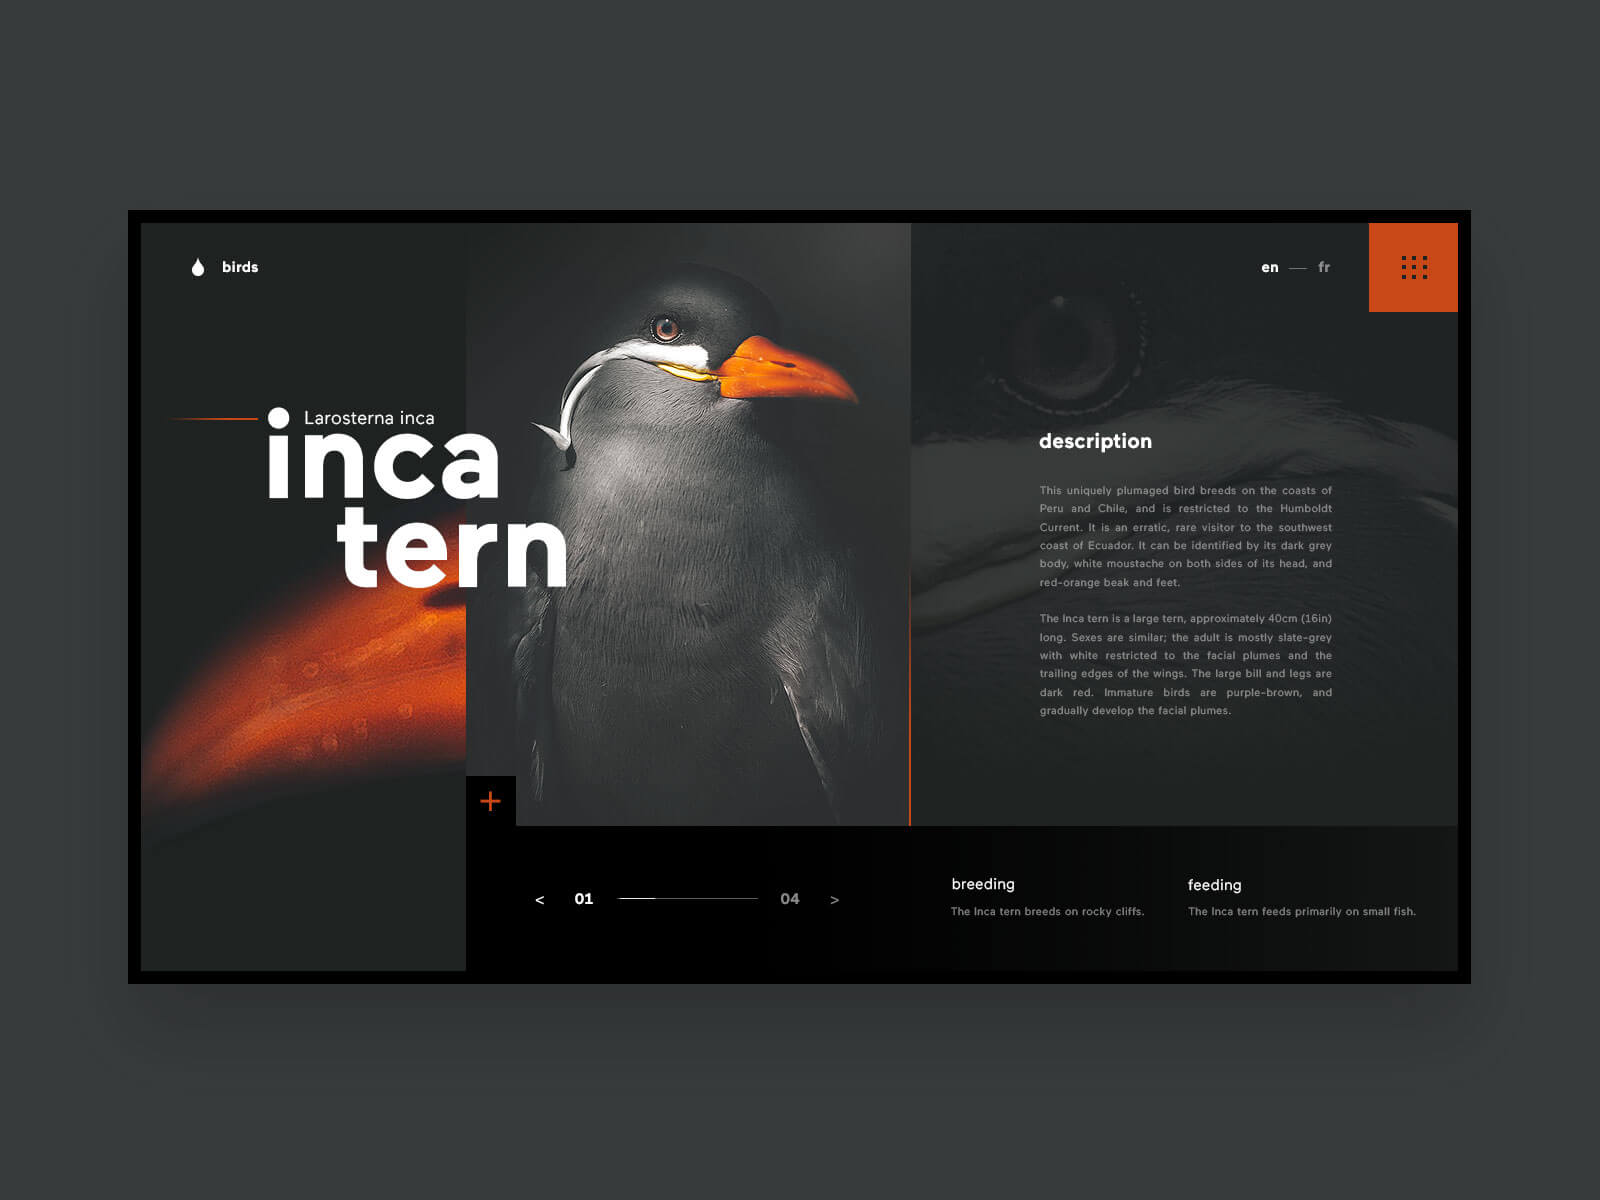 birds
en — fr
Larosterna inca
inca
tern
description
This uniquely plumaged bird breeds on the coasts of
Peru and Chile, and is restricted to the Humboldt
Current. It is an erratic, rare visitor to the southwest
coast of Ecuador. It can be identified by its dark grey
body, white moustache on both sides of its head, and
red-orange beak and feet.
The Inca tern is a large tern, approximately 40cm (16in)
long. Sexes are similar; the adult is mostly slate-grey
with white restricted to the facial plumes and the
trailing edges of the wings. The large bill and legs are
dark red. Immature birds are purple-brown, and
gradually develop the facial plumes.
+
< 01 04 >
breeding
The Inca tern breeds on rocky cliffs.
feeding
The Inca tern feeds primarily on small fish.